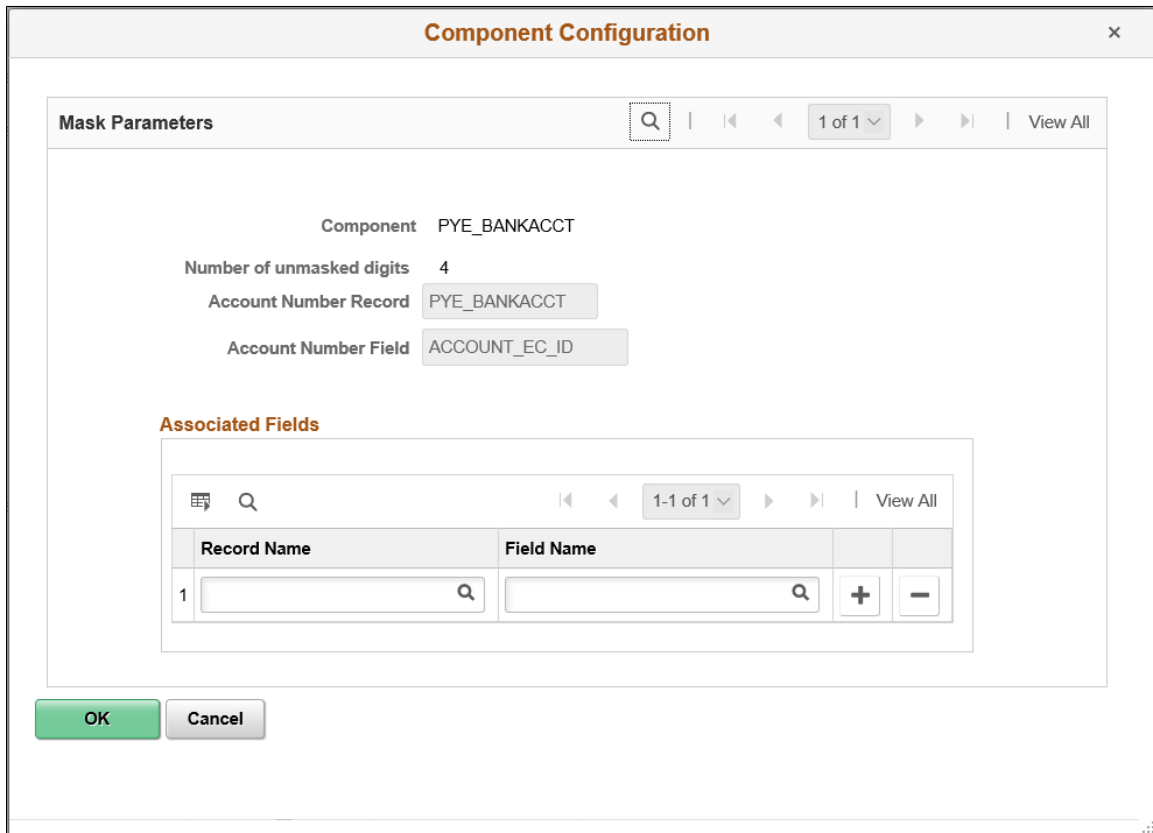 Component Configuration
Mask Parameters 1 of 1 View All
Component PYE_BANKACCT
Number of unmasked digits 4
Account Number Record PYE_BANKACCT
Account Number Field ACCOUNT_EC_ID
Associated Fields
1-1 of 1 View All
Record Name Field Name
1
OK Cancel